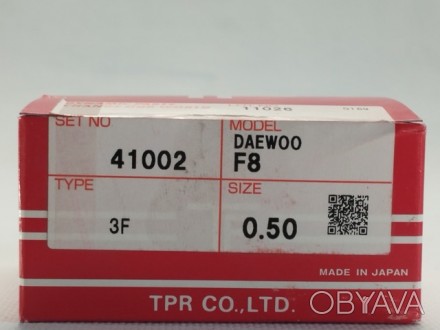 11026
SET NO
MODEL
41002
DAEWOO
F8
TYPE
SIZE
3F
0.50
MADE IN JAPAN
TPR CO.,LTD.
OBYAVA